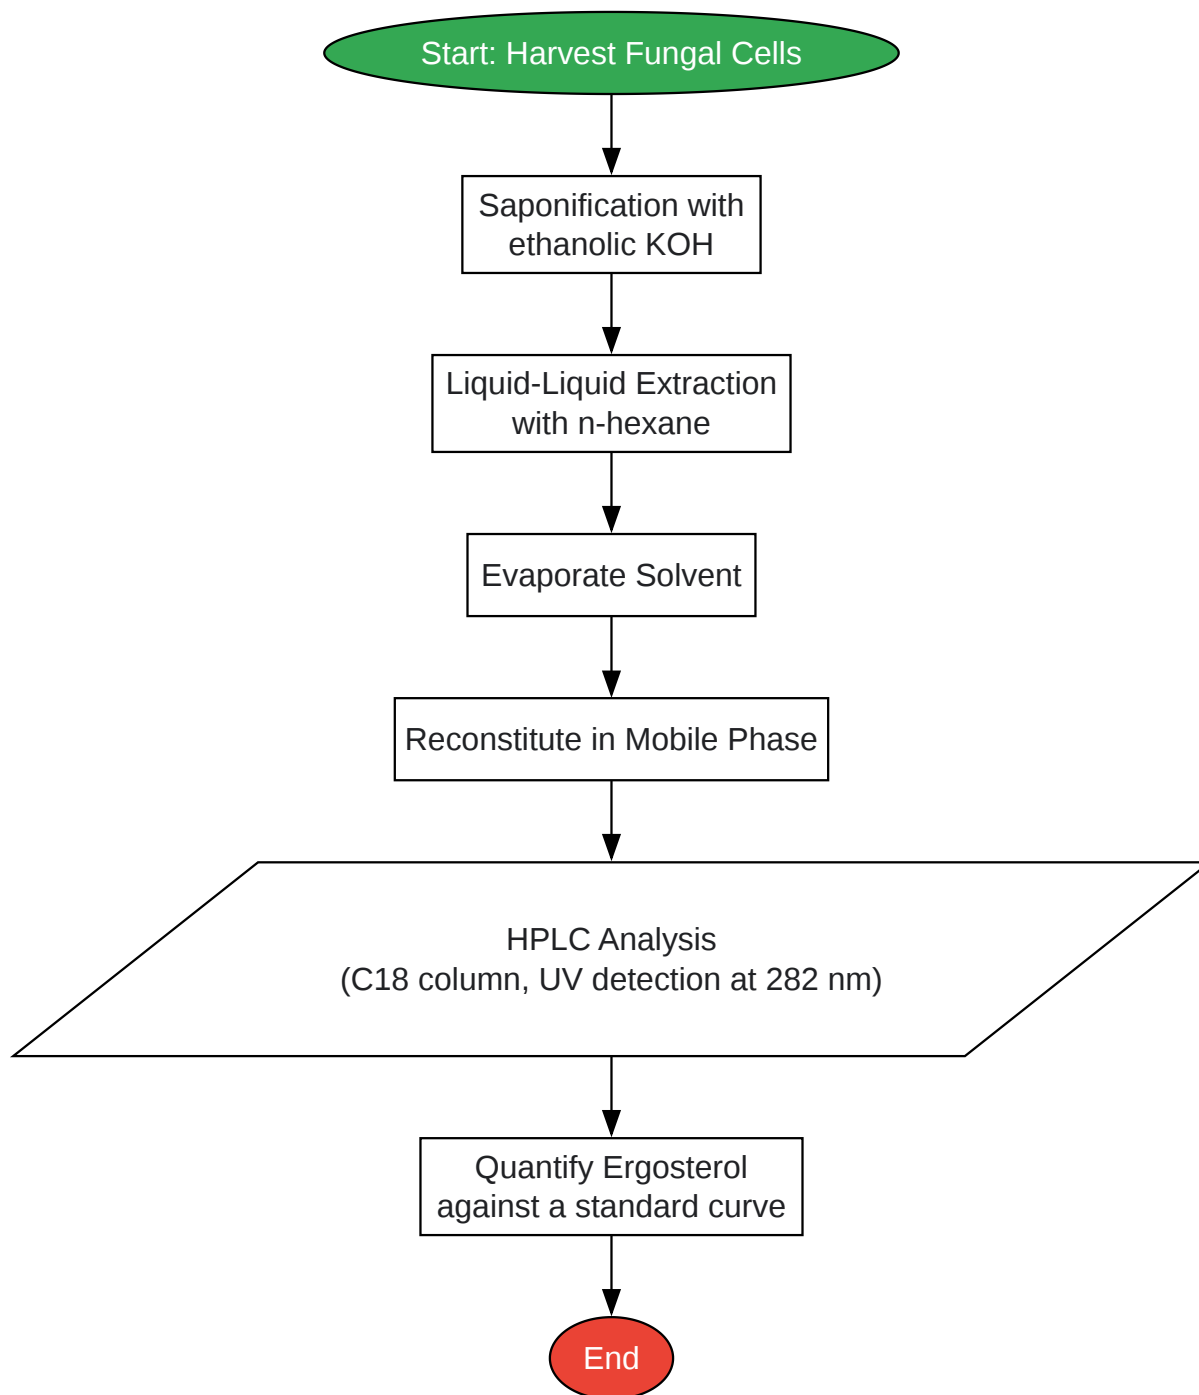 Start: Harvest Fungal Cells
Saponification with
ethanolic KOH
Liquid-Liquid Extraction
with n-hexane
Evaporate Solvent
Reconstitute in Mobile Phase
HPLC Analysis
(C18 column, UV detection at 282 nm)
Quantify Ergosterol
against a standard curve
End